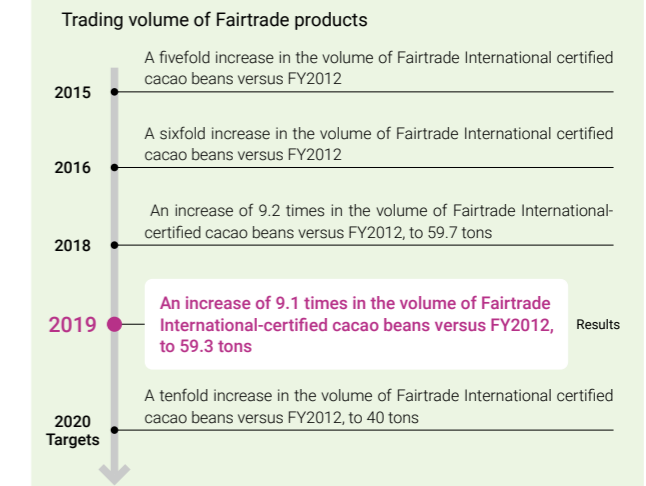 Trading volume of Fairtrade products
A fivefold increase in the volume of Fairtrade International certified
cacao beans versus FY2012
2015
A sixfold increase in the volume of Fairtrade International certified
cacao beans versus FY2012
2016
An increase of 9.2 times in the volume of Fairtrade International-
certified cacao beans versus FY2012, to 59.7 tons
2018
An increase of 9.1 times in the volume of Fairtrade
2019 International-certified cacao beans versus FY2012, Results
to 59.3 tons
A tenfold increase in the volume of Fairtrade International certified
cacao beans versus FY2012, to 40 tons
2020
Targets